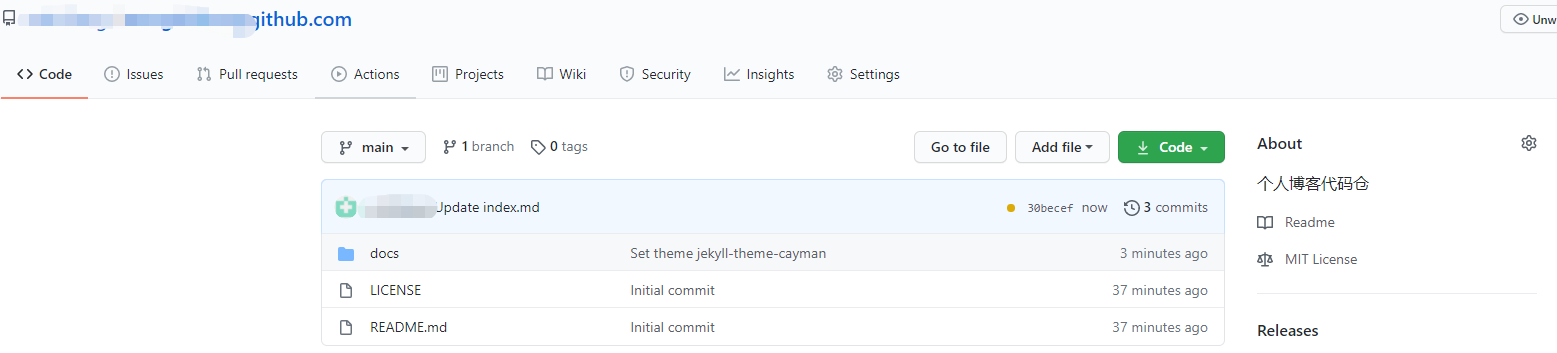 github.com
Unw
Code Issues Pull requests Actions Projects Wiki Security Insights Settings
main 1 branch 0 tags Go to file Add file Code
Update index.md 30becef now 3 commits
docs Set theme jekyll-theme-cayman 3 minutes ago
LICENSE Initial commit 37 minutes ago
README.md Initial commit 37 minutes ago
About
个人博客代码仓
Readme
MIT License
Releases